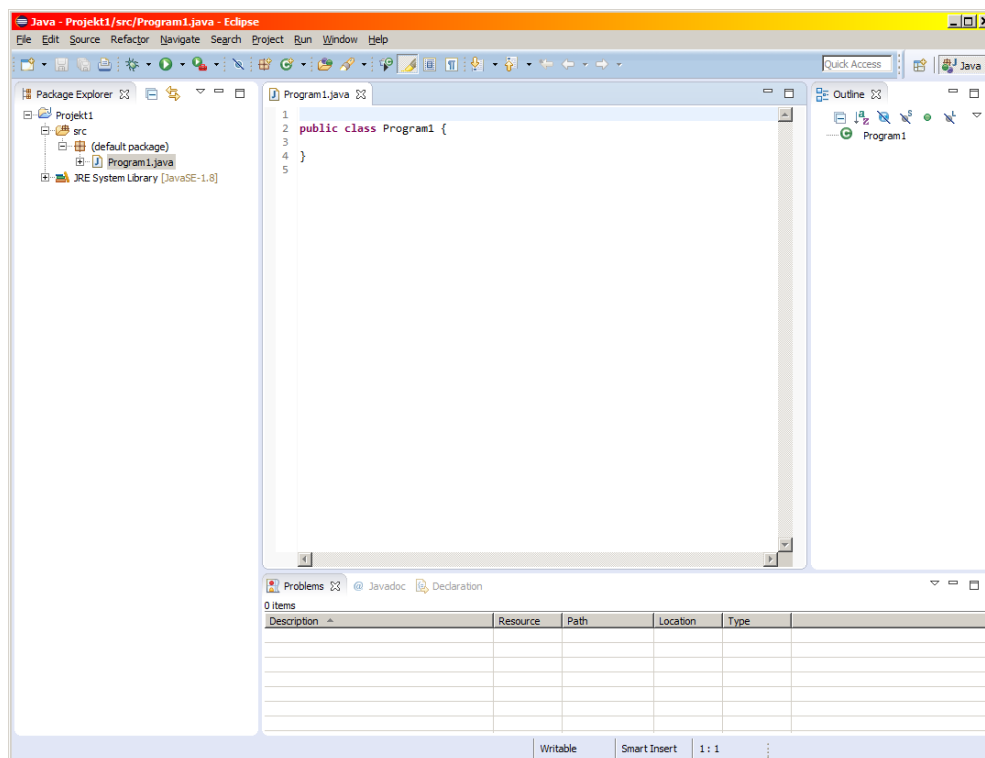 Java - Projekt1/src/Program1.java - Eclipse
File Edit Source Refactor Navigate Search Project Run Window Help
Quick Access Java
Package Explorer
Projekt1
src
(default package)
Program1.java
JRE System Library [JavaSE-1.8]
Program1.java
1
2 public class Program1 {
3
4 }
5
Outline
Program1
Problems @ Javadoc Declaration
0 items
Description Resource Path Location Type
Writable Smart Insert 1 : 1